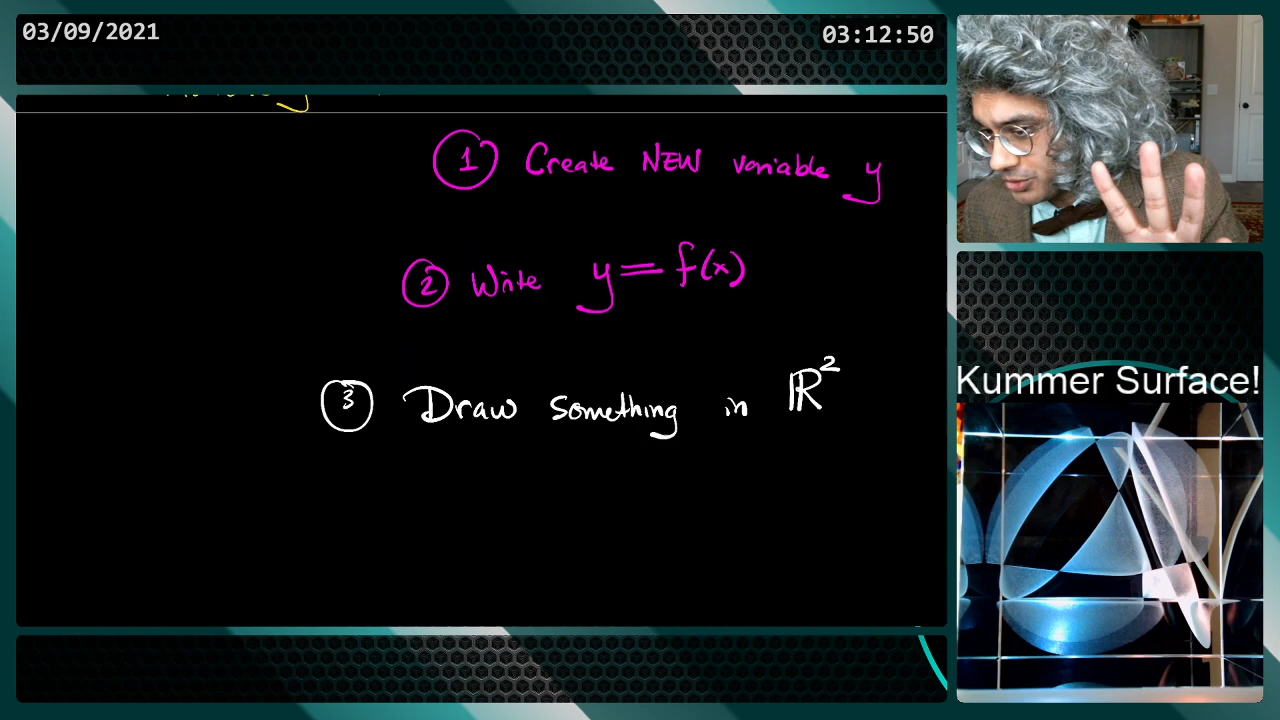 03/09/2021
03:12:50
① Create NEW variable y
② Write y = f(x)
③ Draw something in ℝ²
Kummer Surface!